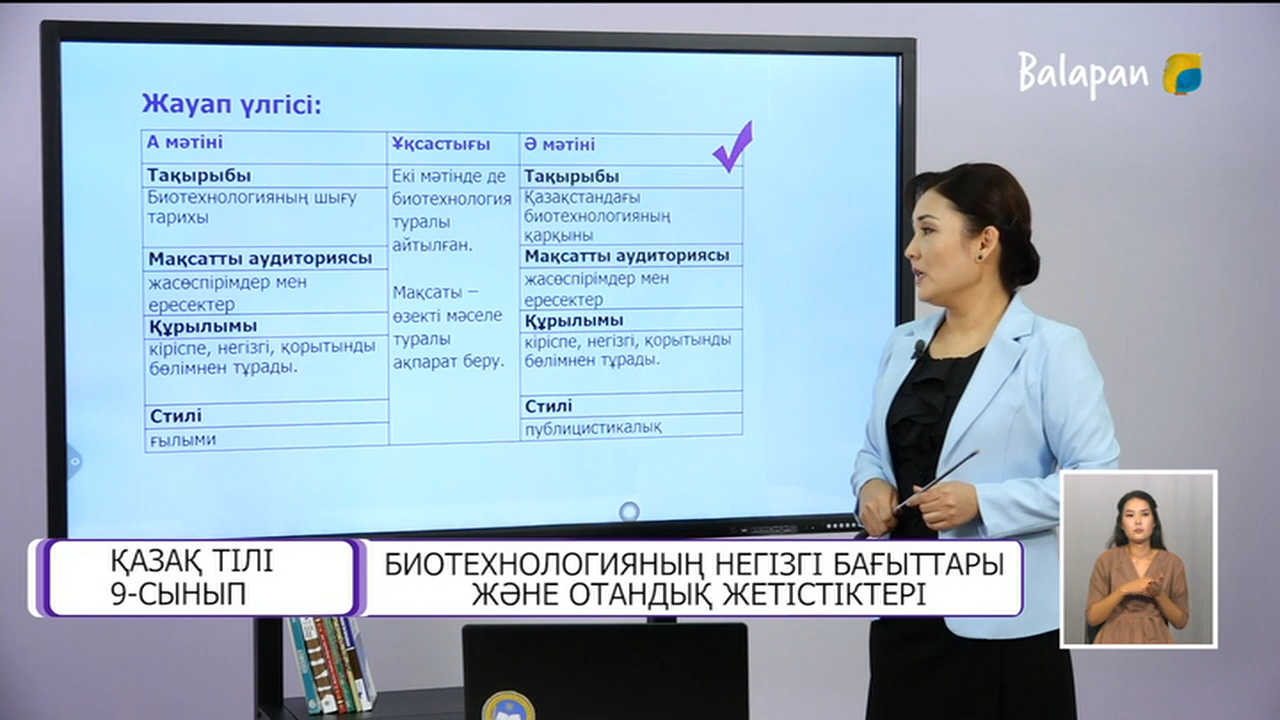 Balapan
Жауап үлгісі:
А мәтіні
Ұқсастығы
Ә мәтіні
Тақырыбы
Биотехнологияның шығу
тарихы
Мақсатты аудиториясы
жасөспірімдер мен
ересектер
Құрылымы
кіріспе, негізгі, қорытынды
бөлімнен тұрады.
Стилі
ғылыми
Екі мәтінде де
биотехнология
туралы
айтылған.
Мақсаты –
өзекті мәселе
туралы
ақпарат беру.
Тақырыбы
Қазақстандағы
биотехнологияның
қарқыны
Мақсатты аудиториясы
жасөспірімдер мен
ересектер
Құрылымы
кіріспе, негізгі, қорытынды
бөлімнен тұрады.
Стилі
публицистикалық
ҚАЗАҚ ТІЛІ
9-СЫНЫП
БИОТЕХНОЛОГИЯНЫҢ НЕГІЗГІ БАҒЫТТАРЫ
ЖӘНЕ ОТАНДЫҚ ЖЕТІСТІКТЕРІ